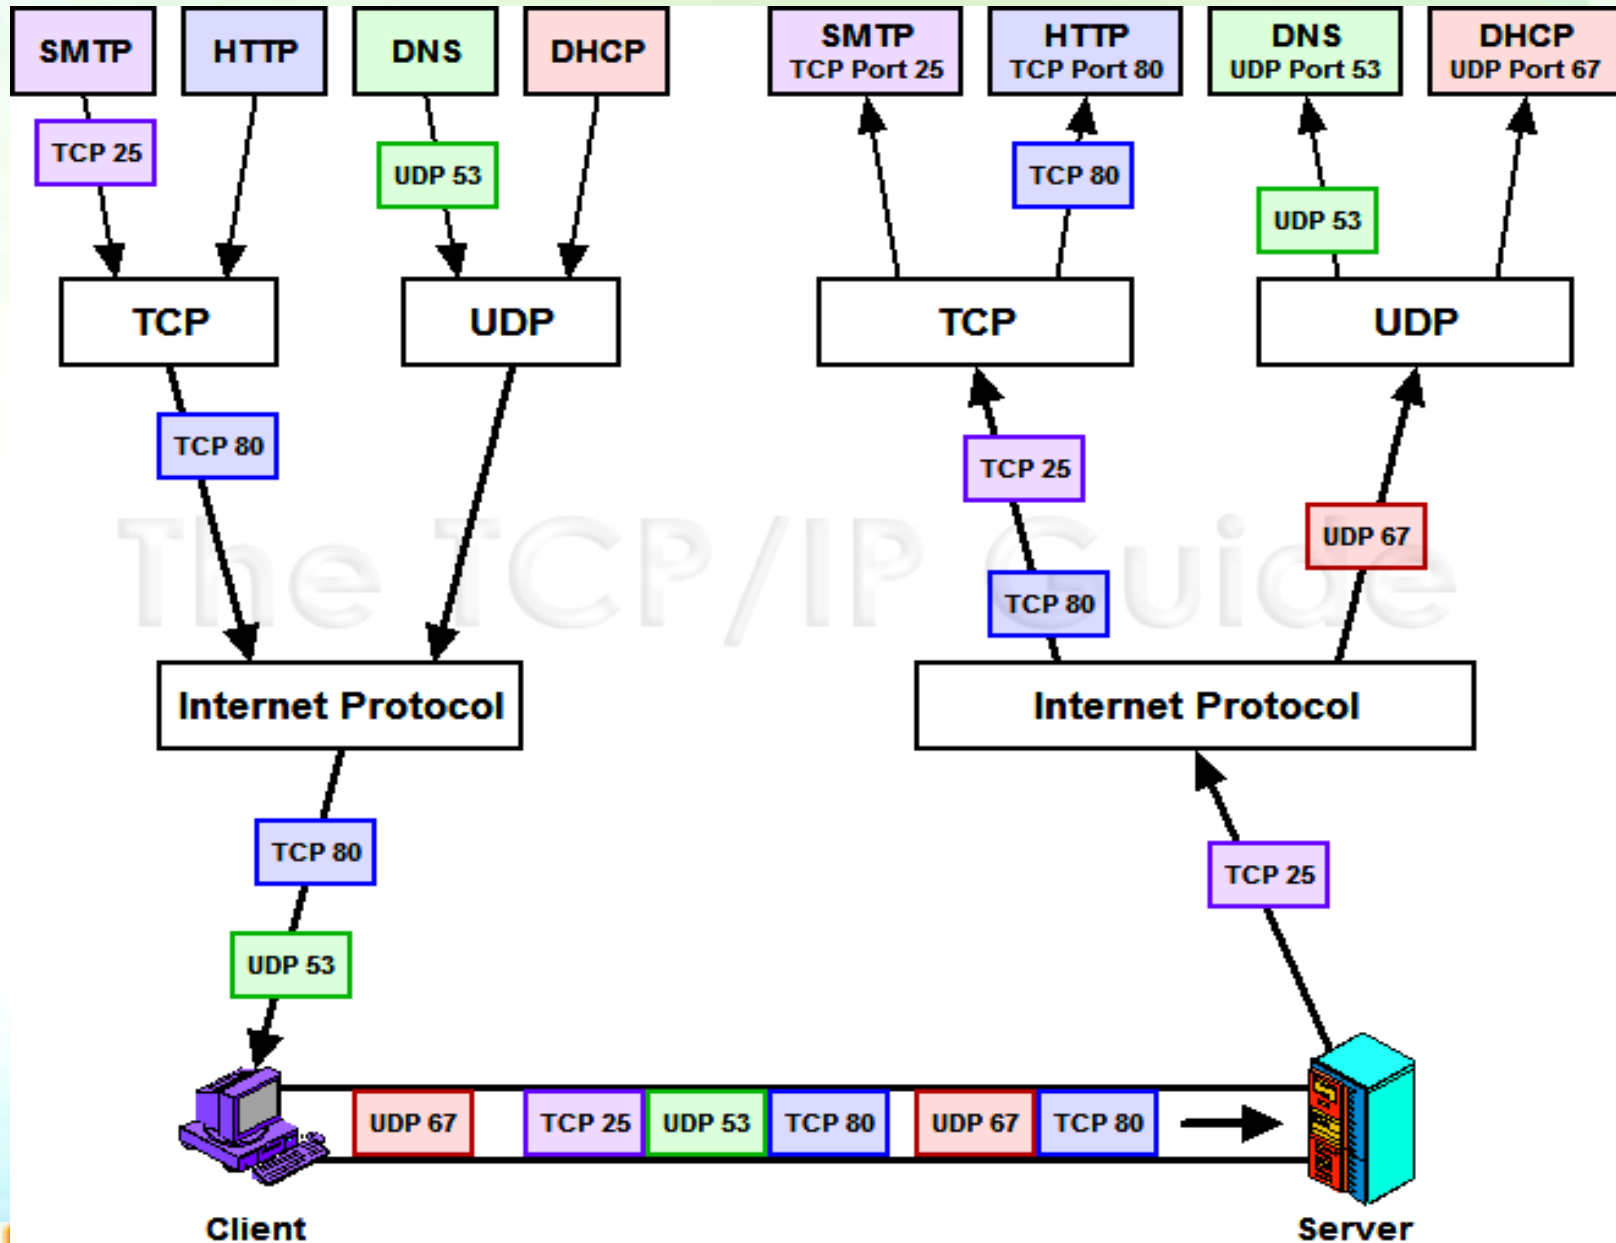 SMTP
HTTP
DNS
DHCP
SMTP
TCP Port 25
HTTP
TCP Port 80
DNS
UDP Port 53
DHCP
UDP Port 67
TCP 25
UDP 53
TCP 80
UDP 53
TCP
UDP
TCP
UDP
TCP 80
TCP 25
UDP 67
The TCP/IP Guide
TCP 80
Internet Protocol
Internet Protocol
TCP 80
TCP 25
UDP 53
UDP 67
TCP 25
UDP 53
TCP 80
UDP 67
TCP 80
Client
Server